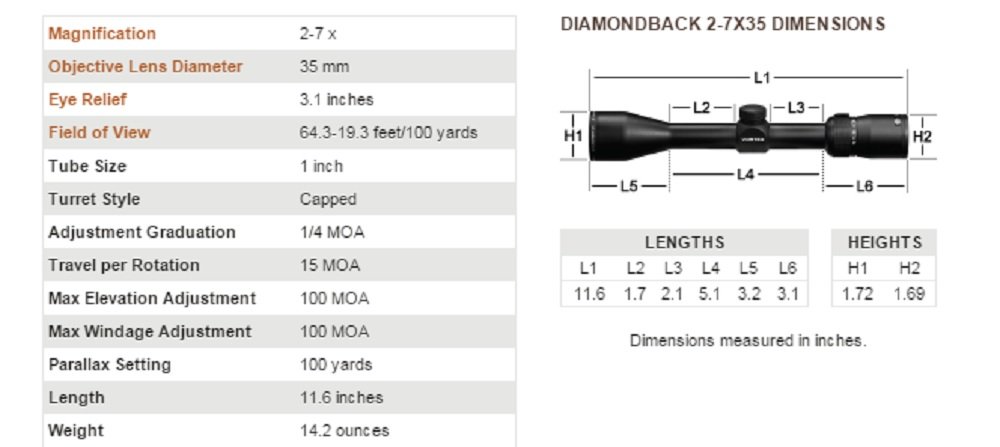 Magnification 2-7 x
Objective Lens Diameter 35 mm
Eye Relief 3.1 inches
Field of View 64.3-19.3 feet/100 yards
Tube Size 1 inch
Turret Style Capped
Adjustment Graduation 1/4 MOA
Travel per Rotation 15 MOA
Max Elevation Adjustment 100 MOA
Max Windage Adjustment 100 MOA
Parallax Setting 100 yards
Length 11.6 inches
Weight 14.2 ounces
DIAMONDBACK 2-7X35 DIMENSIONS
L1
L2 L3
H1 H2
L4
L5 L6
LENGTHS HEIGHTS
L1 L2 L3 L4 L5 L6 H1 H2
11.6 1.7 2.1 5.1 3.2 3.1 1.72 1.69
Dimensions measured in inches.